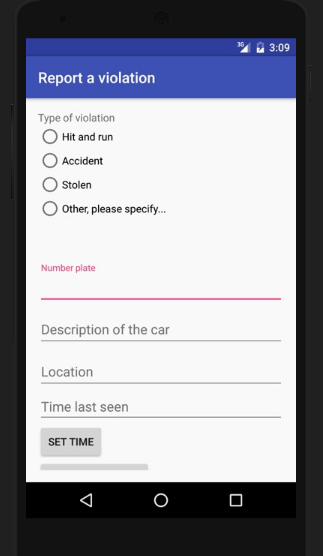 3G 3:09
Report a violation
Type of violation
Hit and run
Accident
Stolen
Other, please specify...
Number plate
Description of the car
Location
Time last seen
SET TIME